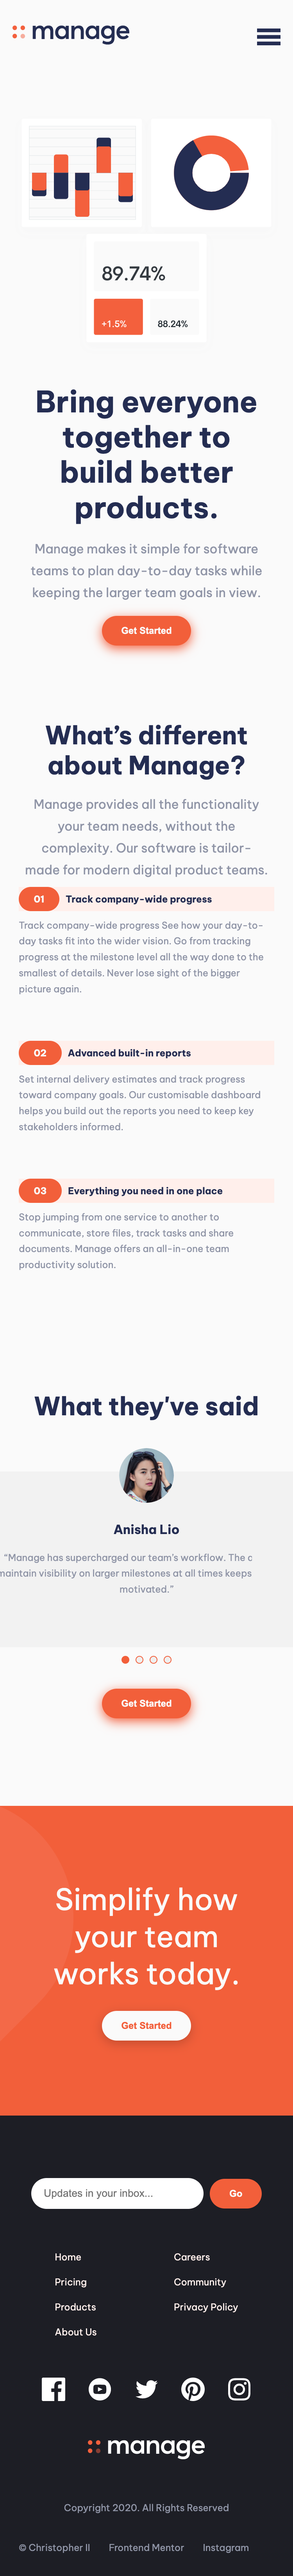 manage
89.74%
+1.5%
88.24%
Bring everyone
together to
build better
products.
Manage makes it simple for software
teams to plan day-to-day tasks while
keeping the larger team goals in view.
Get Started
What's different
about Manage?
Manage provides all the functionality
your team needs, without the
complexity. Our software is tailor-
made for modern digital product teams.
01 Track company-wide progress
Track company-wide progress See how your day-to-
day tasks fit into the wider vision. Go from tracking
progress at the milestone level all the way done to the
smallest of details. Never lose sight of the bigger
picture again.
02 Advanced built-in reports
Set internal delivery estimates and track progress
toward company goals. Our customisable dashboard
helps you build out the reports you need to keep key
stakeholders informed.
03 Everything you need in one place
Stop jumping from one service to another to
communicate, store files, track tasks and share
documents. Manage offers an all-in-one team
productivity solution.
What they've said
Anisha Lio
"Manage has supercharged our team's workflow. The
maintain visibility on larger milestones at all times keeps
motivated."
Get Started
Simplify how
your team
works today.
Get Started
Updates in your inbox... Go
Home Careers
Pricing Community
Products Privacy Policy
About Us
manage
Copyright 2020. All Rights Reserved
© Christopher II Frontend Mentor Instagram